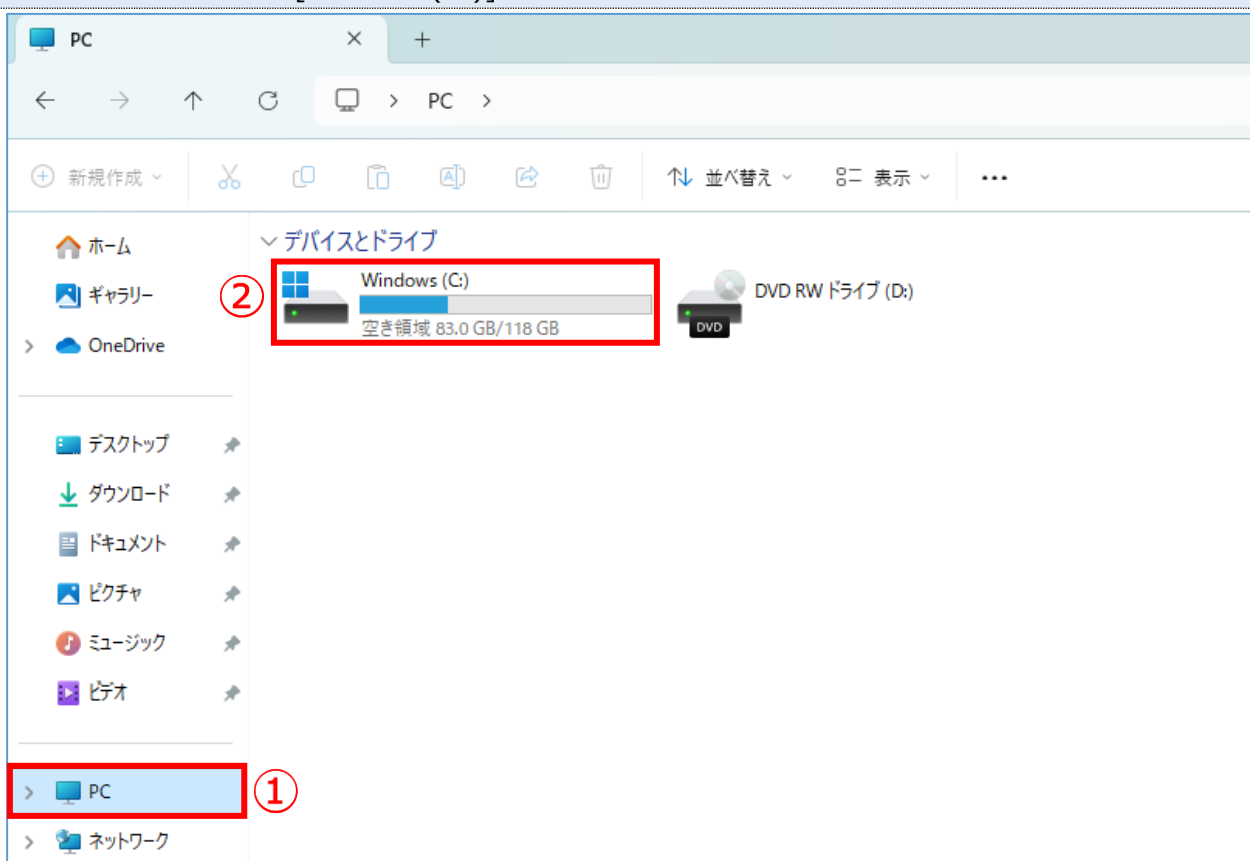 PC
PC
新規作成
並べ替え
表示
ホーム
ギャラリー
OneDrive
デスクトップ
ダウンロード
ドキュメント
ピクチャ
ミュージック
ビデオ
PC
①
ネットワーク
デバイスとドライブ
②
Windows (C:)
空き領域 83.0 GB/118 GB
DVD RW ドライブ (D:)
DVD